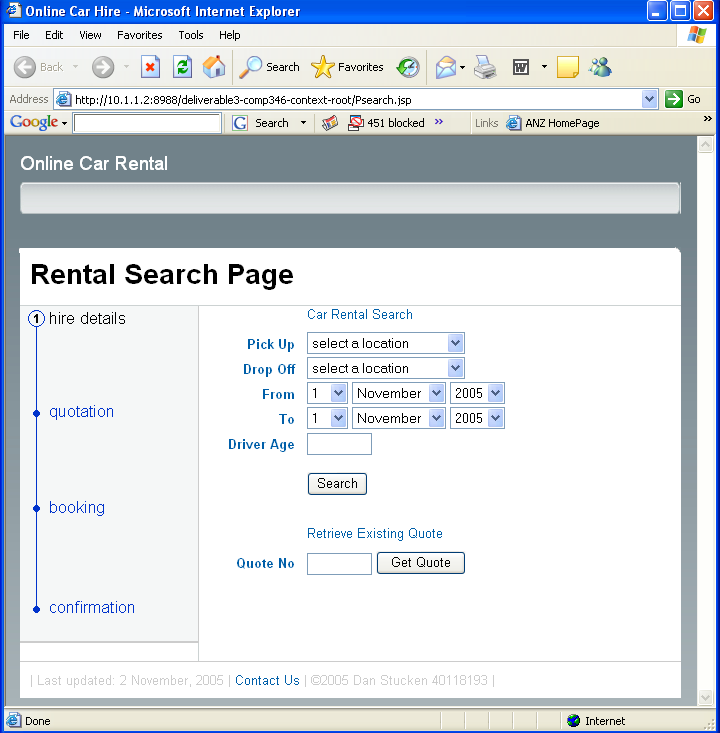 Online Car Hire - Microsoft Internet Explorer
File Edit View Favorites Tools Help
Back Search Favorites W
Address http://10.1.1.2:8988/deliverable3-comp346-context-root/Psearch.jsp Go
Google G Search 451 blocked » Links ANZ HomePage »
Online Car Rental
Rental Search Page
1 hire details
quotation
booking
confirmation
Car Rental Search
Pick Up select a location
Drop Off select a location
From 1 November 2005
To 1 November 2005
Driver Age
Search
Retrieve Existing Quote
Quote No Get Quote
| Last updated: 2 November, 2005 | Contact Us | ©2005 Dan Stucken 40118193 |
Done Internet